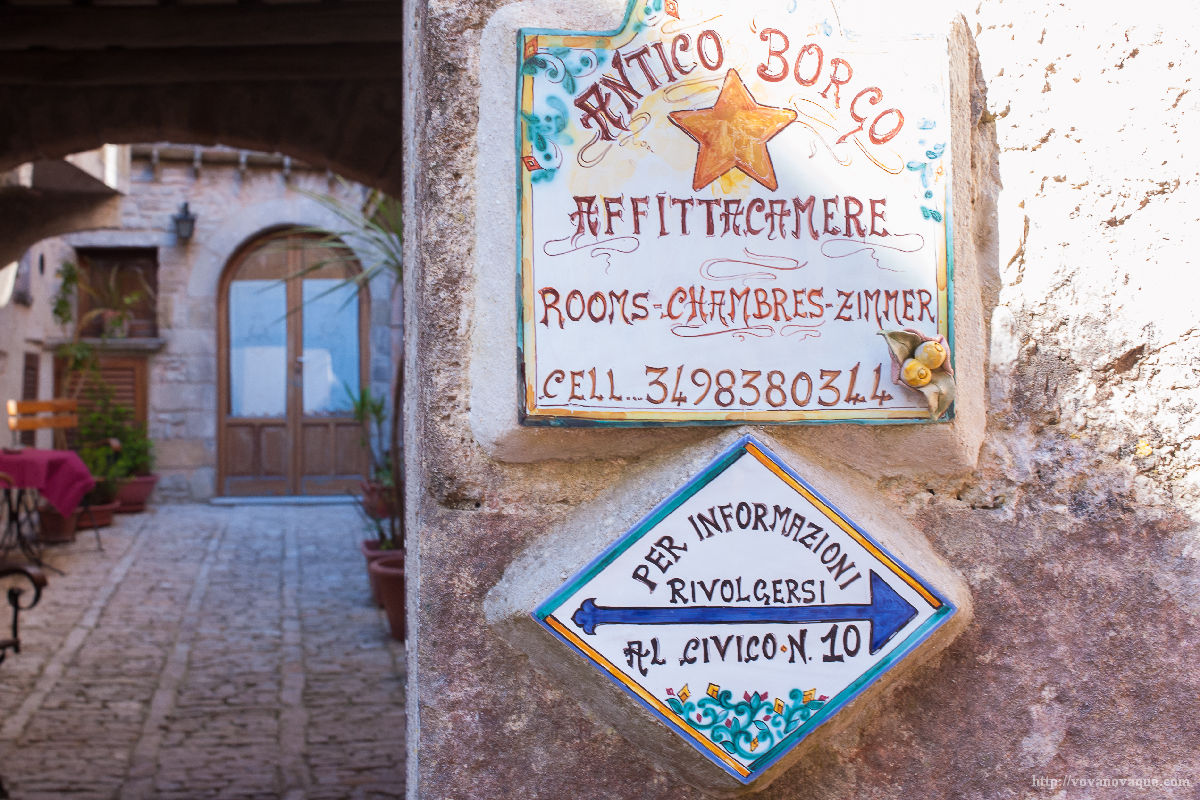 ANTICO BORGO
AFFITTACAMERE
ROOMS-CHAMBRES-ZIMMER
CELL....3498380344
PER INFORMAZIONI
RIVOLGERSI
AL CIVICO·N. 10
http://vovanovaque.com